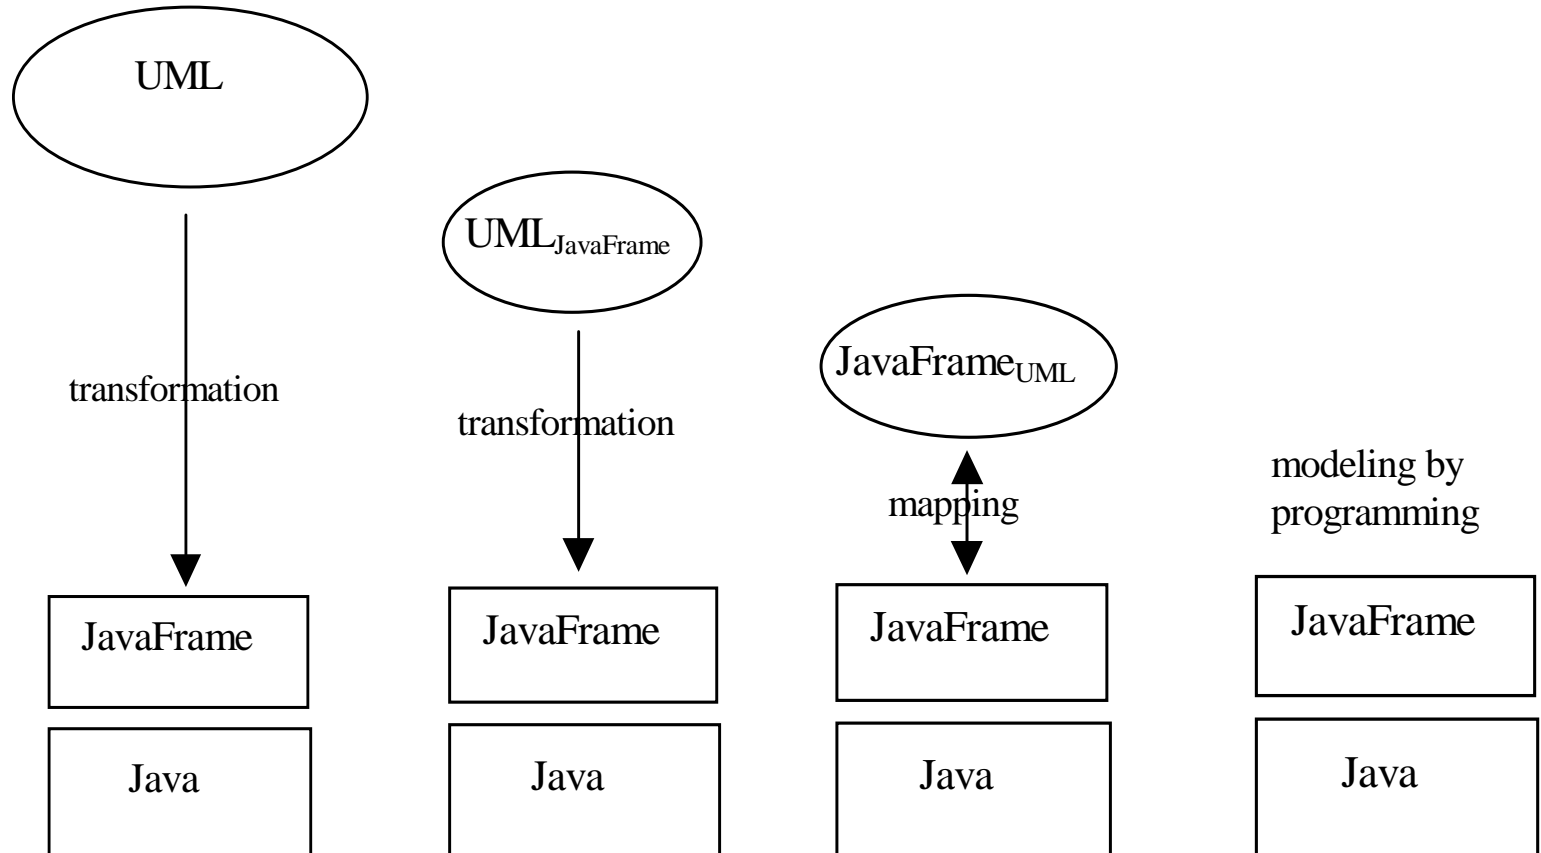 UML
transformation
JavaFrame
Java
UMLJavaFrame
transformation
JavaFrame
Java
JavaFrameUML
mapping
JavaFrame
Java
modeling by
programming
JavaFrame
Java